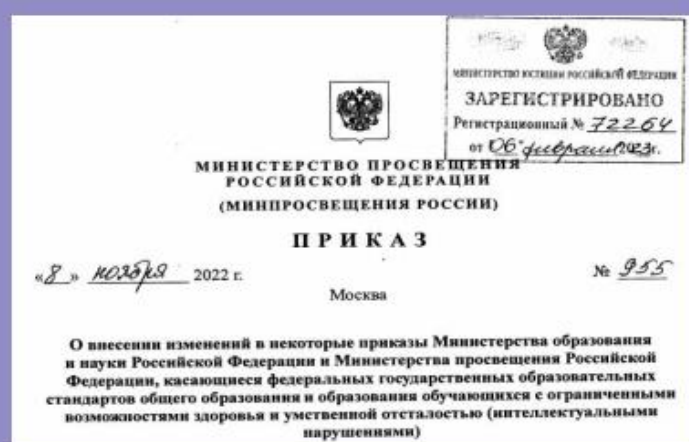 МИНИСТЕРСТВО ЮСТИЦИИ РОССИЙСКОЙ ФЕДЕРАЦИИ
ЗАРЕГИСТРИРОВАНО
Регистрационный № 72264
от "06" февраля 2023г.
МИНИСТЕРСТВО ПРОСВЕЩЕНИЯ
РОССИЙСКОЙ ФЕДЕРАЦИИ
(МИНПРОСВЕЩЕНИЯ РОССИИ)
ПРИКАЗ
«8» ноября 2022 г.
№ 955
Москва
О внесении изменений в некоторые приказы Министерства образования
и науки Российской Федерации и Министерства просвещения Российской
Федерации, касающиеся федеральных государственных образовательных
стандартов общего образования и образования обучающихся с ограниченными
возможностями здоровья и умственной отсталостью (интеллектуальными
нарушениями)